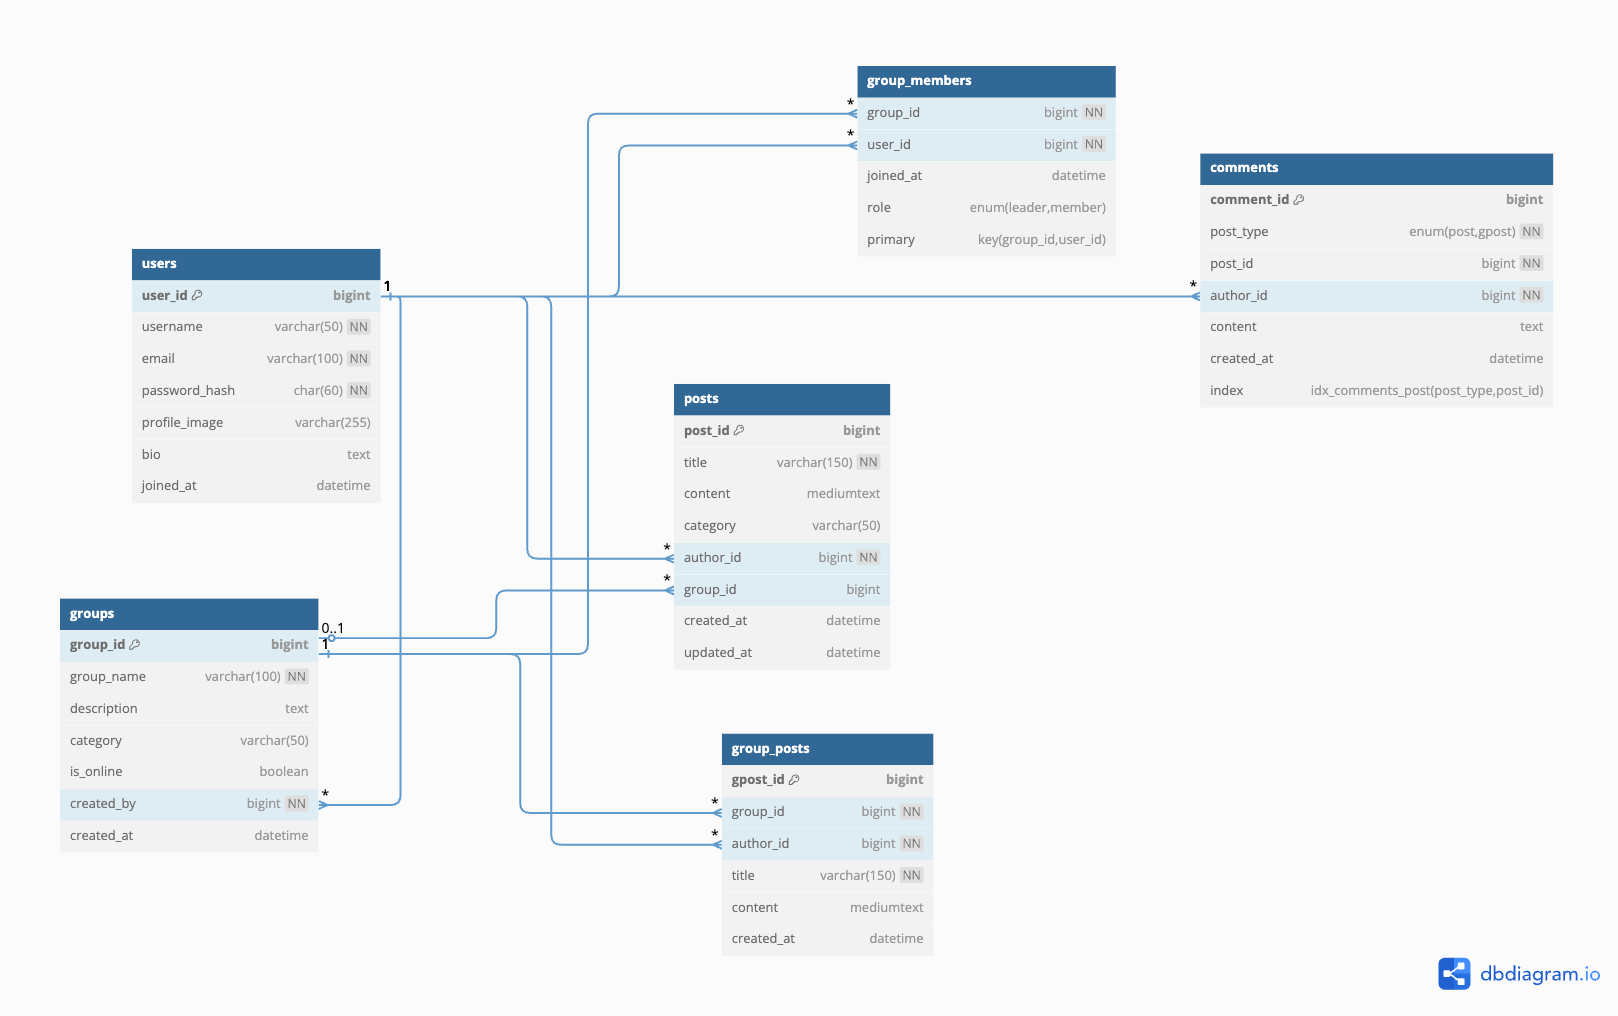 group_members
group_id bigint NN
user_id bigint NN
joined_at datetime
role enum(leader,member)
primary key(group_id,user_id)
comments
comment_id bigint
post_type enum(post,gpost) NN
post_id bigint NN
author_id bigint NN
content text
created_at datetime
index idx_comments_post(post_type,post_id)
users
user_id bigint
username varchar(50) NN
email varchar(100) NN
password_hash char(60) NN
profile_image varchar(255)
bio text
joined_at datetime
posts
post_id bigint
title varchar(150) NN
content mediumtext
category varchar(50)
author_id bigint NN
group_id bigint
created_at datetime
updated_at datetime
groups
group_id bigint
group_name varchar(100) NN
description text
category varchar(50)
is_online boolean
created_by bigint NN
created_at datetime
group_posts
gpost_id bigint
group_id bigint NN
author_id bigint NN
title varchar(150) NN
content mediumtext
created_at datetime
*
*
*
1
*
*
0..1
1
*
*
*
dbdiagram.io